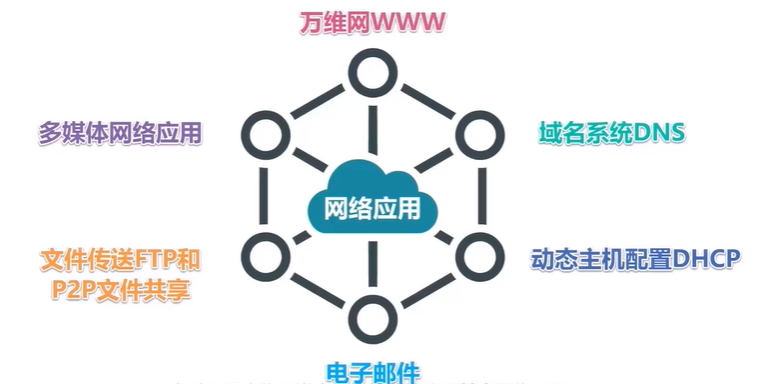 万维网WWW
多媒体网络应用
域名系统DNS
网络应用
文件传送FTP和
P2P文件共享
动态主机配置DHCP
电子邮件